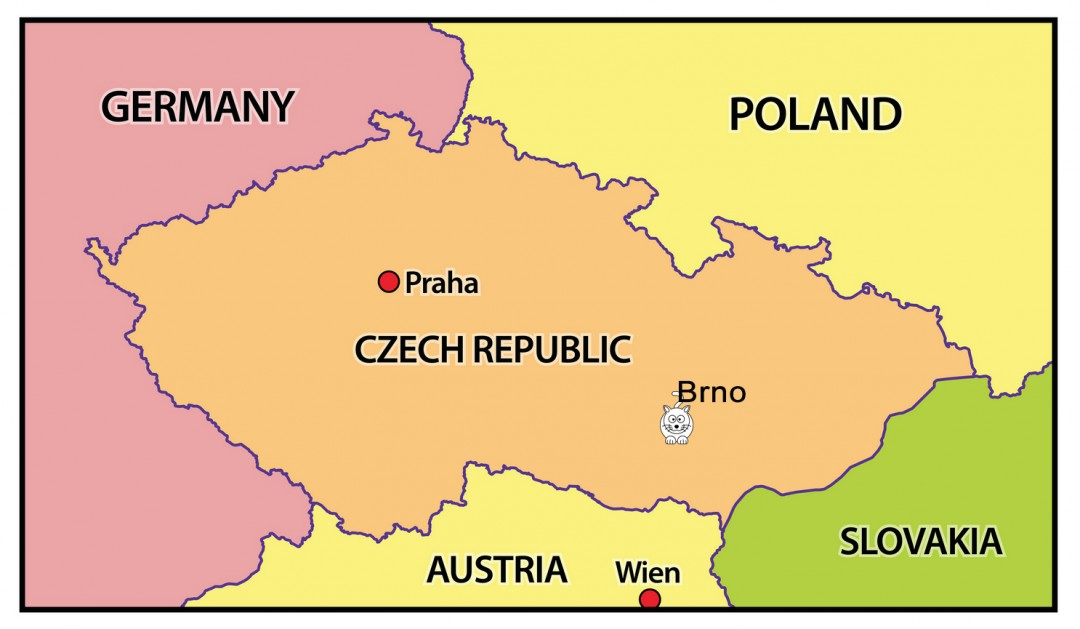 GERMANY
POLAND
Praha
CZECH REPUBLIC
Brno
SLOVAKIA
AUSTRIA
Wien